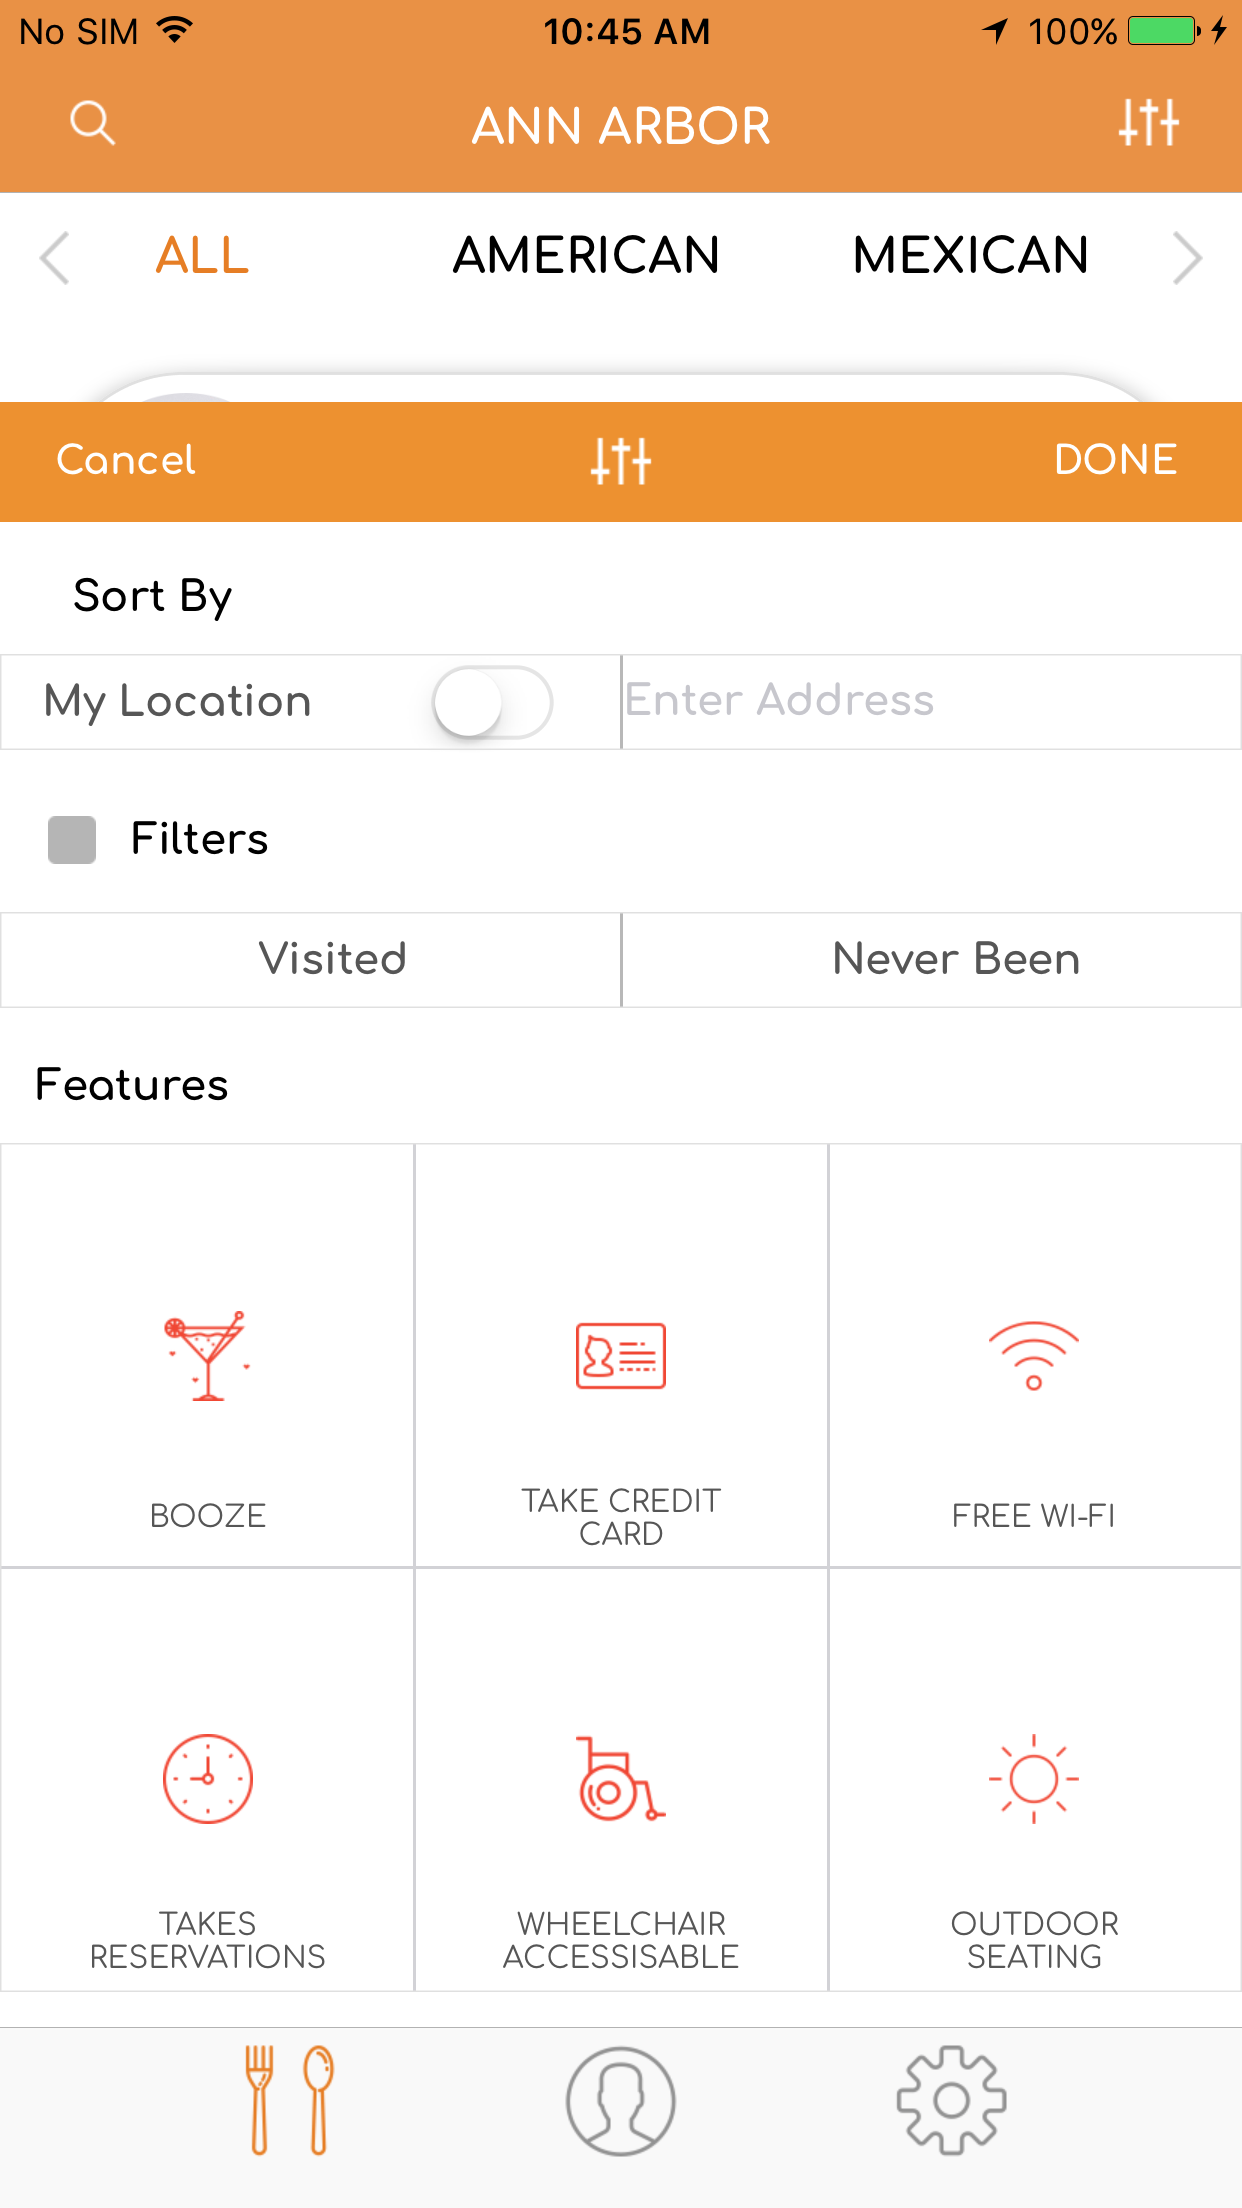 No SIM 10:45 AM 100%
ANN ARBOR
ALL AMERICAN MEXICAN
Cancel DONE
Sort By
My Location Enter Address
Filters
Visited Never Been
Features
BOOZE
TAKE CREDIT
CARD
FREE WI-FI
TAKES
RESERVATIONS
WHEELCHAIR
ACCESSISABLE
OUTDOOR
SEATING